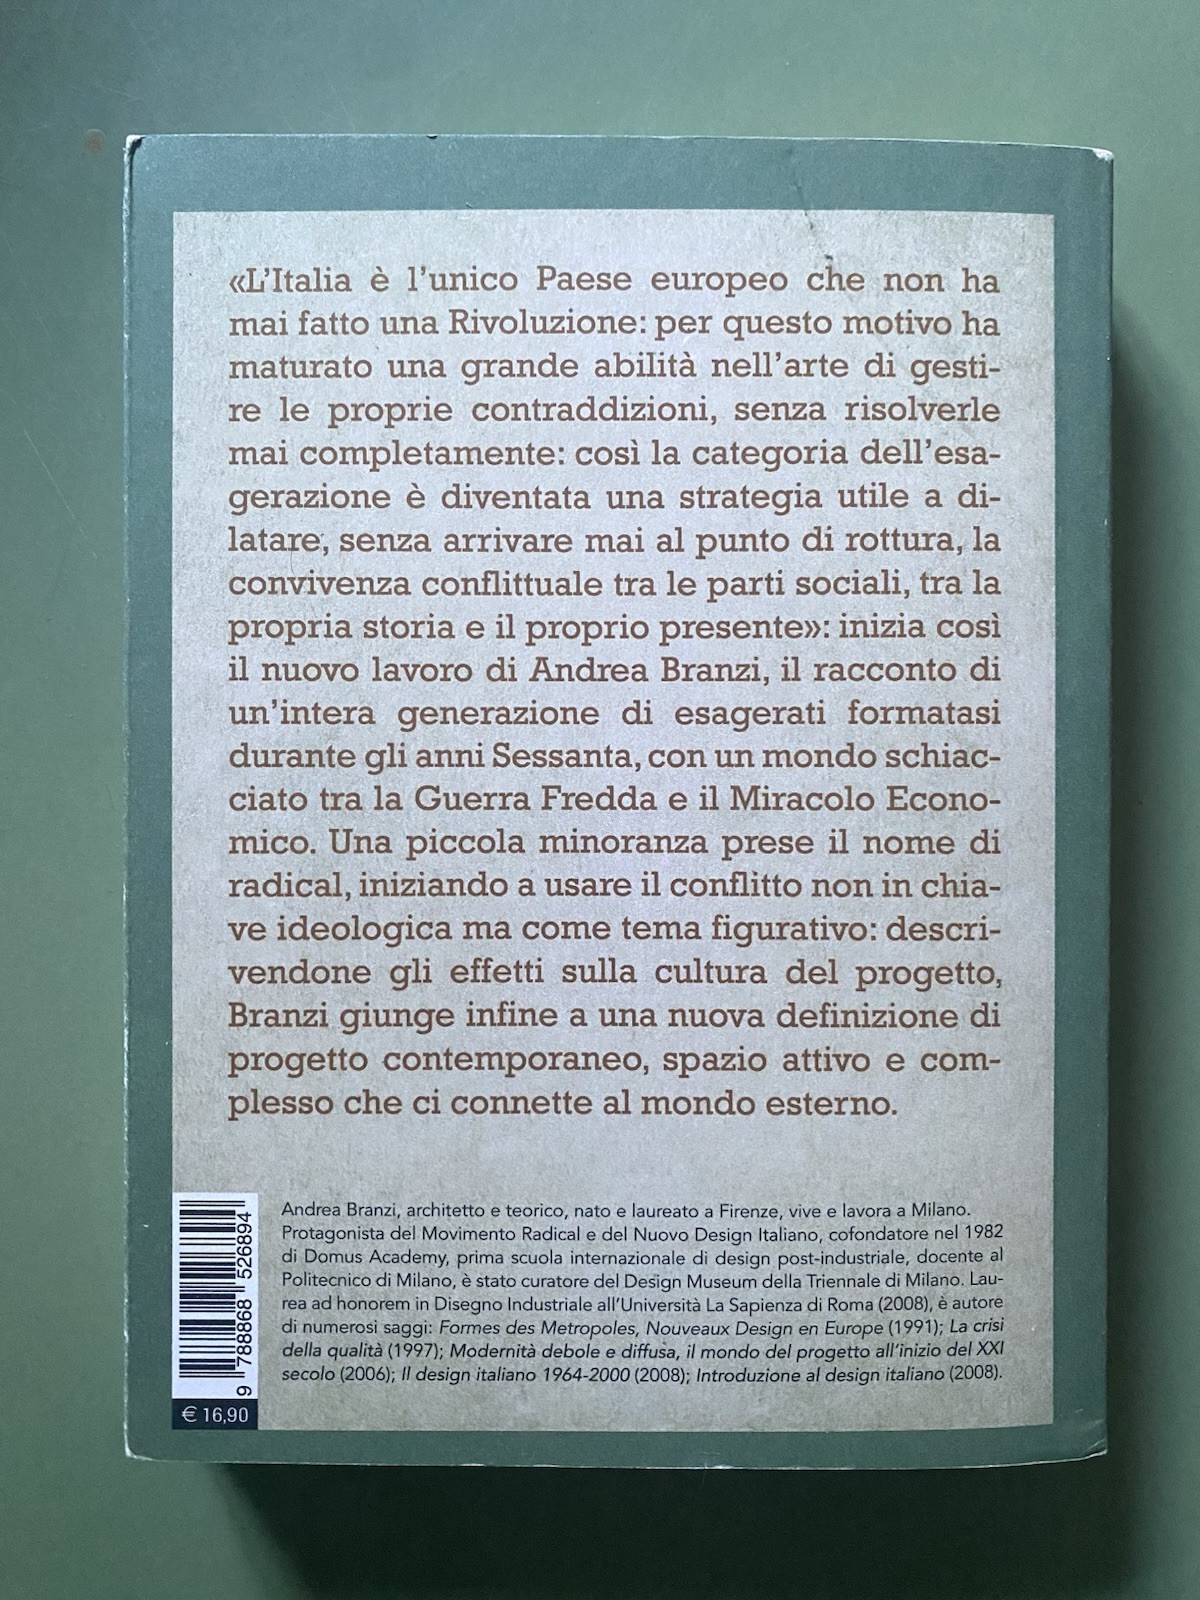 «L'Italia è l'unico Paese europeo che non ha
mai fatto una Rivoluzione: per questo motivo ha
maturato una grande abilità nell'arte di gesti-
re le proprie contraddizioni, senza risolverle
mai completamente: così la categoria dell'esa-
gerazione è diventata una strategia utile a di-
latare, senza arrivare mai al punto di rottura, la
convivenza conflittuale tra le parti sociali, tra la
propria storia e il proprio presente»: inizia così
il nuovo lavoro di Andrea Branzi, il racconto di
un'intera generazione di esagerati formatasi
durante gli anni Sessanta, con un mondo schiac-
ciato tra la Guerra Fredda e il Miracolo Econo-
mico. Una piccola minoranza prese il nome di
radical, iniziando a usare il conflitto non in chia-
ve ideologica ma come tema figurativo: descri-
vendone gli effetti sulla cultura del progetto,
Branzi giunge infine a una nuova definizione di
progetto contemporaneo, spazio attivo e com-
plesso che ci connette al mondo esterno.
Andrea Branzi, architetto e teorico, nato e laureato a Firenze, vive e lavora a Milano.
Protagonista del Movimento Radical e del Nuovo Design Italiano, cofondatore nel 1982
di Domus Academy, prima scuola internazionale di design post-industriale, docente al
Politecnico di Milano, è stato curatore del Design Museum della Triennale di Milano. Lau-
rea ad honorem in Disegno Industriale all'Università La Sapienza di Roma (2008), è autore
di numerosi saggi: Formes des Metropoles, Nouveaux Design en Europe (1991); La crisi
della qualità (1997); Modernità debole e diffusa, il mondo del progetto all'inizio del XXI
secolo (2006); Il design italiano 1964-2000 (2008); Introduzione al design italiano (2008).
9 788868 526894
€ 16,90